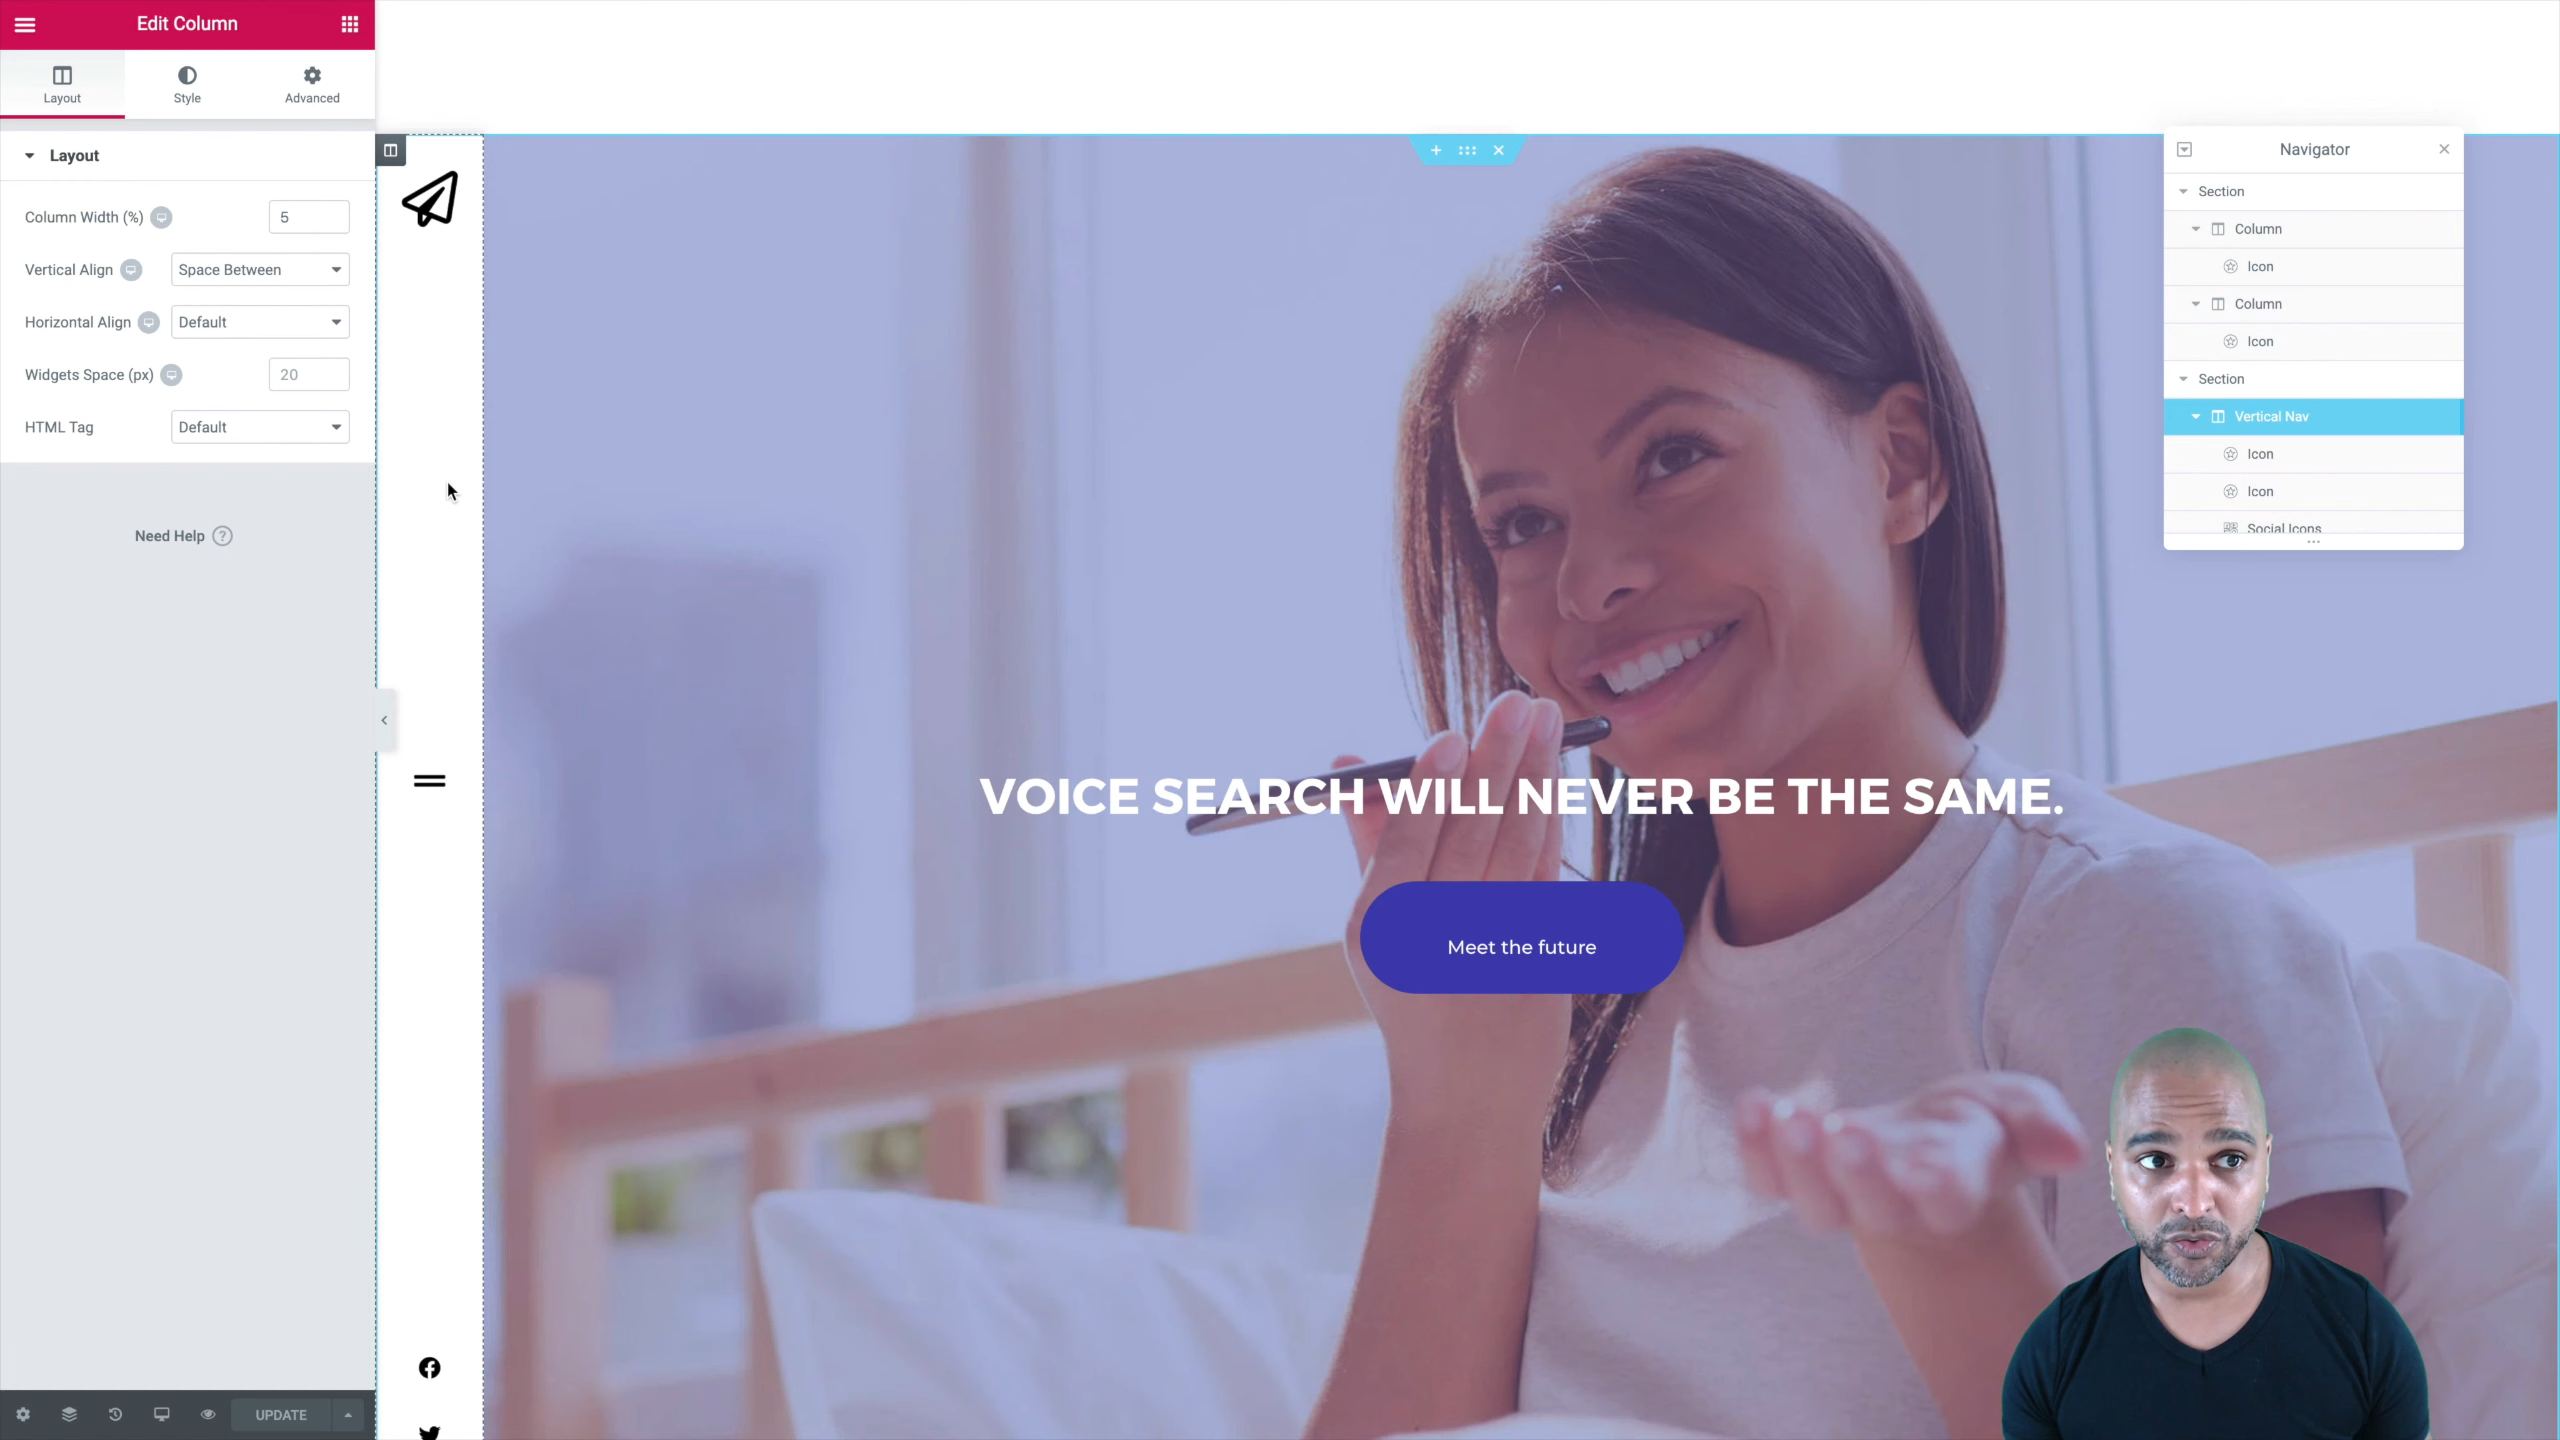 Edit Column
Layout
Style
Advanced
Layout
Column Width (%)
5
Vertical Align
Space Between
Horizontal Align
Default
Widgets Space (px)
20
HTML Tag
Default
Need Help ?
UPDATE
VOICE SEARCH WILL NEVER BE THE SAME.
Meet the future
Navigator
Section
Column
Icon
Column
Icon
Section
Vertical Nav
Icon
Icon
Social Icons